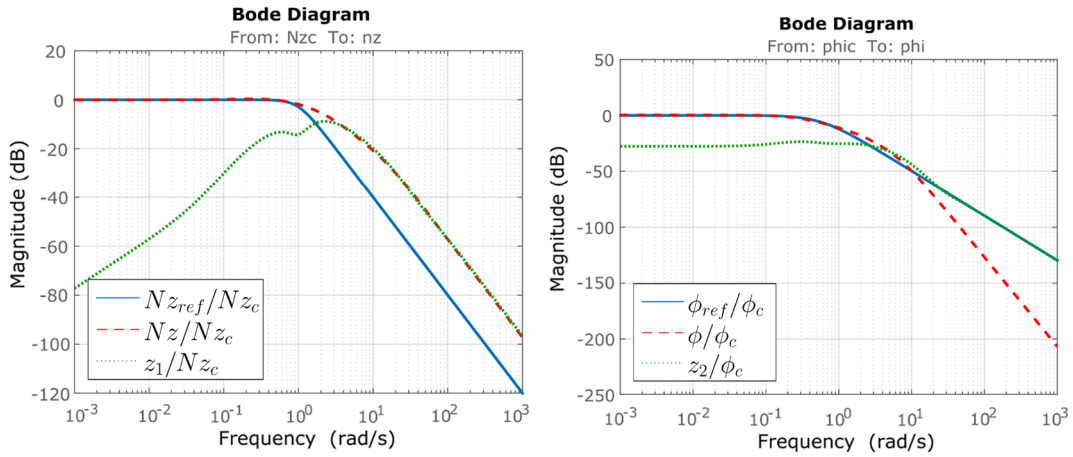 Bode Diagram
From: Nzc To: nz
Magnitude (dB)
20
0
-20
-40
-60
-80
-100
-120
Nz_ref/Nz_c
Nz/Nz_c
z_1/Nz_c
10^-3 10^-2 10^-1 10^0 10^1 10^2 10^3
Frequency (rad/s)
Bode Diagram
From: phic To: phi
Magnitude (dB)
50
0
-50
-100
-150
-200
-250
ϕ_ref/ϕ_c
ϕ/ϕ_c
z_2/ϕ_c
10^-3 10^-2 10^-1 10^0 10^1 10^2 10^3
Frequency (rad/s)